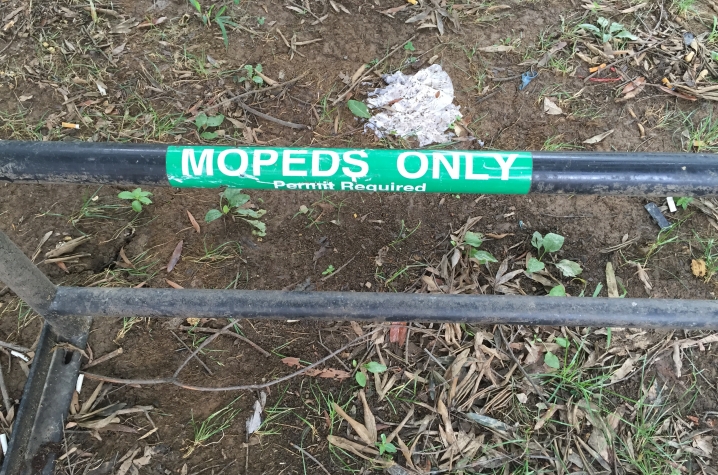 MOPEDS ONLY
Permit Required